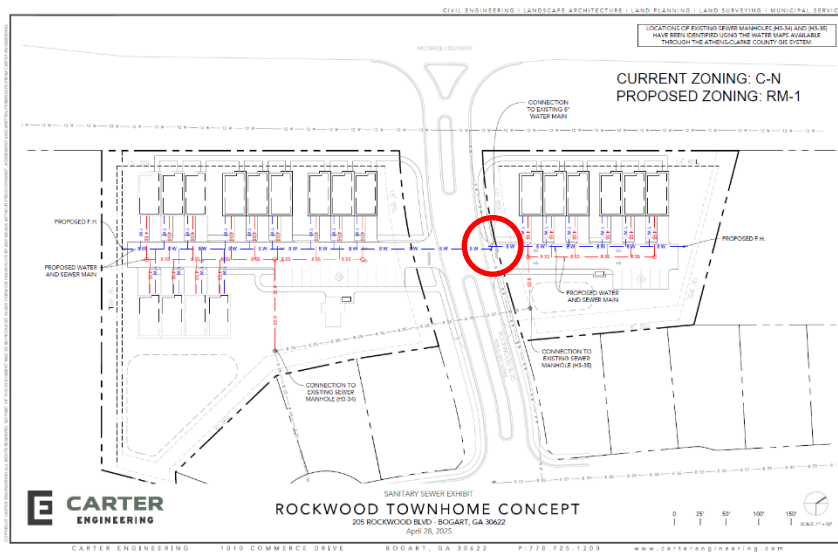 CIVIL ENGINEERING | LANDSCAPE ARCHITECTURE | LAND PLANNING | LAND SURVEYING | MUNICIPAL SERVIC
LOCATIONS OF EXISTING SEWER MANHOLES (H3-34) AND (H3-35)
HAVE BEEN IDENTIFIED USING THE WATER MAPS AVAILABLE
THROUGH THE ATHENS-CLARKE COUNTY GIS SYSTEM.
MONROE HIGHWAY
CURRENT ZONING: C-N
PROPOSED ZONING: RM-1
CONNECTION
TO EXISTING 8"
WATER MAIN
PROPOSED F.H.
PROPOSED F.H.
PROPOSED WATER
AND SEWER MAIN
PROPOSED WATER
AND SEWER MAIN
CONNECTION TO
EXISTING SEWER
MANHOLE (H3-35)
CONNECTION TO
EXISTING SEWER
MANHOLE (H3-34)
CARTER
ENGINEERING
SANITARY SEWER EXHIBIT
ROCKWOOD TOWNHOME CONCEPT
205 ROCKWOOD BLVD - BOGART, GA 30622
April 28, 2025
0 25' 50' 100' 150'
SCALE: 1" = 50'
CARTER ENGINEERING 1010 COMMERCE DRIVE BOGART, GA 30622 P:770.725.1200 www.carterengineering.com